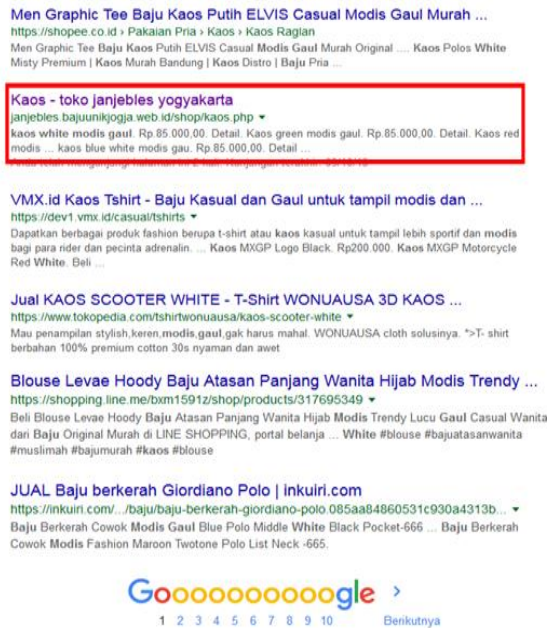 Men Graphic Tee Baju Kaos Putih ELVIS Casual Modis Gaul Murah ...
https://shopee.co.id › Pakaian Pria › Kaos › Kaos Raglan
Men Graphic Tee Baju Kaos Putih ELVIS Casual Modis Gaul Murah Original .... Kaos Polos White
Misty Premium | Kaos Murah Bandung | Kaos Distro | Baju Pria ...
Kaos - toko janjebles yogyakarta
janjebles.bajuunikjogja.web.id/shop/kaos.php
kaos white modis gaul. Rp.85.000,00. Detail. Kaos green modis gaul. Rp.85.000,00. Detail. Kaos red
modis ... kaos blue white modis gau. Rp.85.000,00. Detail ...
VMX.id Kaos Tshirt - Baju Kasual dan Gaul untuk tampil modis dan ...
https://dev1.vmx.id/casual/tshirts
Dapatkan berbagai produk fashion berupa t-shirt atau kaos kasual untuk tampil lebih sportif dan modis
bagi para rider dan pecinta adrenalin. ... Kaos MXGP Logo Black. Rp200.000. Kaos MXGP Motorcycle
Red White. Beli ...
Jual KAOS SCOOTER WHITE - T-Shirt WONUAUSA 3D KAOS ...
https://www.tokopedia.com/tshirtwonuausa/kaos-scooter-white
Mau penampilan stylish,keren,modis,gaul,gak harus mahal. WONUAUSA cloth solusinya. *>T- shirt
berbahan 100% premium cotton 30s nyaman dan awet
Blouse Levae Hoody Baju Atasan Panjang Wanita Hijab Modis Trendy ...
https://shopping.line.me/bxm1591z/shop/products/317695349
Beli Blouse Levae Hoody Baju Atasan Panjang Wanita Hijab Modis Trendy Lucu Gaul Casual Wanita
dari Baju Original Murah di LINE SHOPPING, portal belanja ... White #blouse #bajuatasanwanita
#muslimah #bajumurah #kaos #blouse
JUAL Baju berkerah Giordiano Polo | inkuiri.com
https://inkuiri.com/.../baju/baju-berkerah-giordiano-polo.085aa84860531c930a4313b...
Baju Berkerah Cowok Modis Gaul Blue Polo Middle White Black Pocket-666 ... Baju Berkerah
Cowok Modis Fashion Maroon Twotone Polo List Neck -665.
Goooooooooogle >
1 2 3 4 5 6 7 8 9 10 Berikutnya